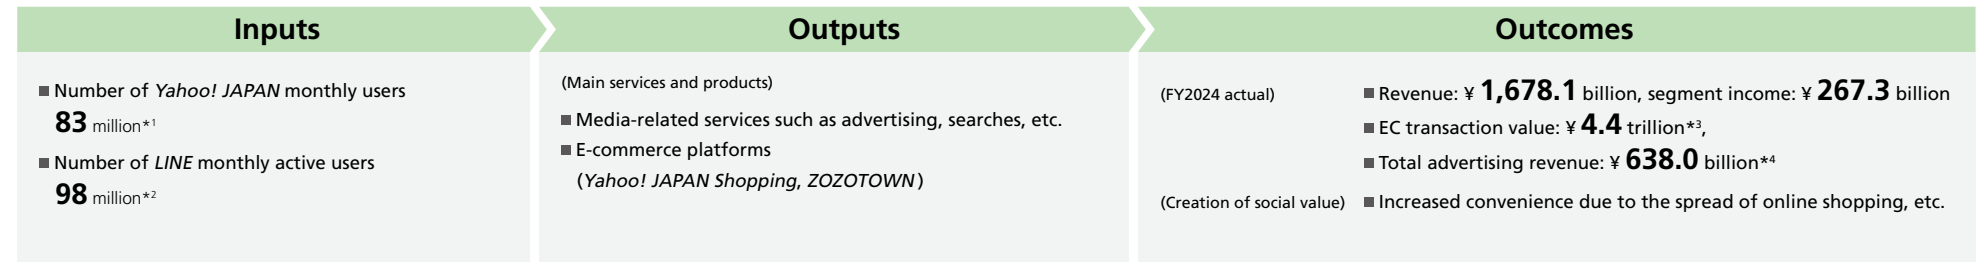 Inputs
■ Number of Yahoo! JAPAN monthly users
83 million*1
■ Number of LINE monthly active users
98 million*2
Outputs
(Main services and products)
■ Media-related services such as advertising, searches, etc.
■ E-commerce platforms
(Yahoo! JAPAN Shopping, ZOZOTOWN)
Outcomes
(FY2024 actual) ■ Revenue: ¥ 1,678.1 billion, segment income: ¥ 267.3 billion
■ EC transaction value: ¥ 4.4 trillion*3,
■ Total advertising revenue: ¥ 638.0 billion*4
(Creation of social value) ■ Increased convenience due to the spread of online shopping, etc.